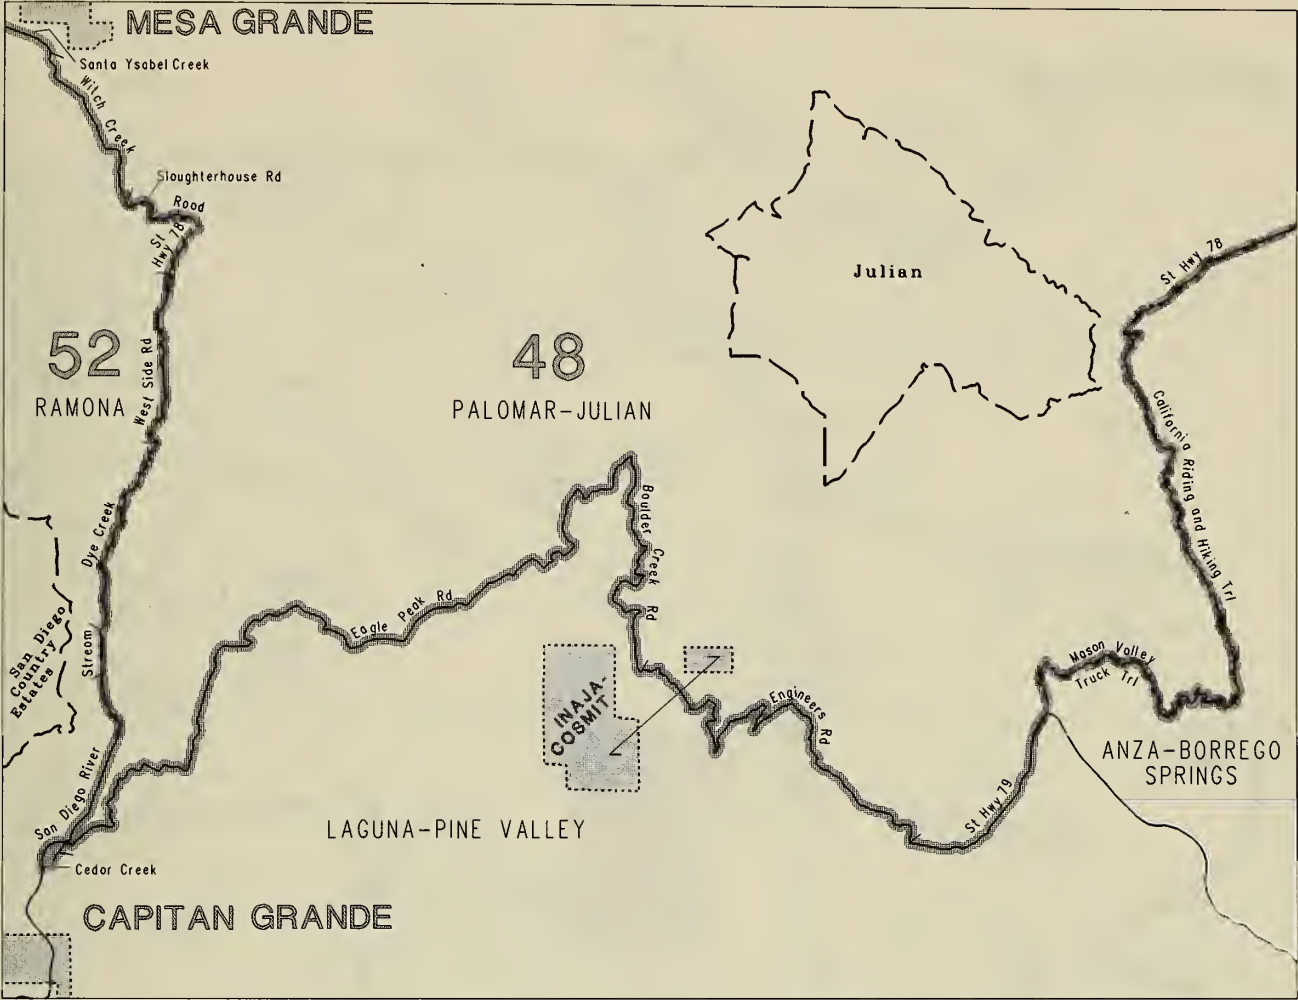 MESA GRANDE
Santa Ysabel Creek
Witch Creek
Sloughterhouse Rd
Rood
St
Hwy 78
Julian
St Hwy 78
52
RAMONA
West Side Rd
48
PALOMAR-JULIAN
California Riding and Hiking Trl
Boulder Creek Rd
Dye Creek
Eagle Peak Rd
San Diego
Country
Estates
Stream
INAJA-
COSMIT
Engineers Rd
Mason Valley
Truck Trl
ANZA-BORREGO
SPRINGS
San Diego River
St Hwy 79
LAGUNA-PINE VALLEY
Cedor Creek
CAPITAN GRANDE